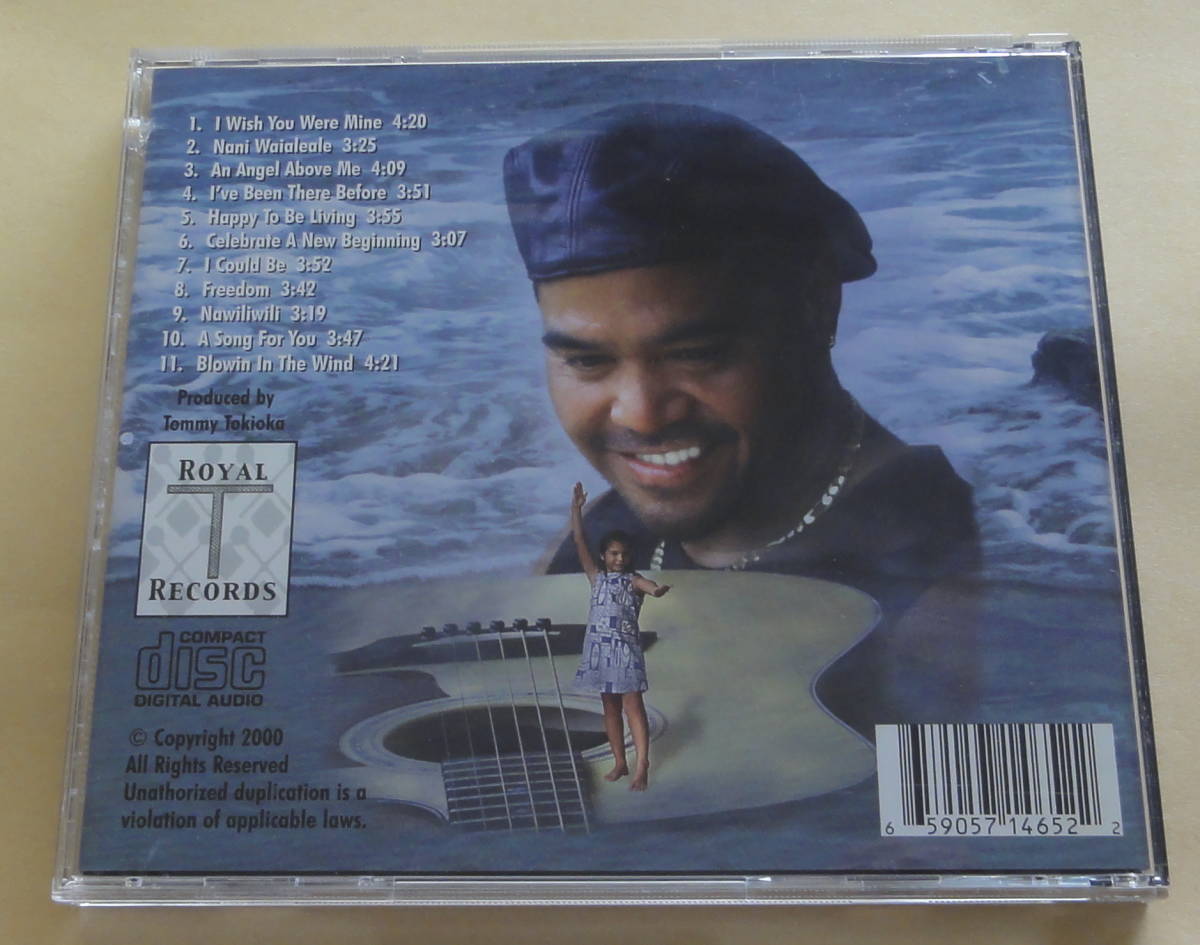 1. I Wish You Were Mine 4:20
2. Nani Waialeale 3:25
3. An Angel Above Me 4:09
4. I've Been There Before 3:51
5. Happy To Be Living 3:55
6. Celebrate A New Beginning 3:07
7. I Could Be 3:52
8. Freedom 3:42
9. Nawiliwili 3:19
10. A Song For You 3:47
11. Blowin In The Wind 4:21
Produced by
Tommy Tokioka
ROYAL
T
RECORDS
COMPACT
disc
DIGITAL AUDIO
© Copyright 2000
All Rights Reserved
Unathorized duplication is a
violation of applicable laws.
6 59057 14652 2